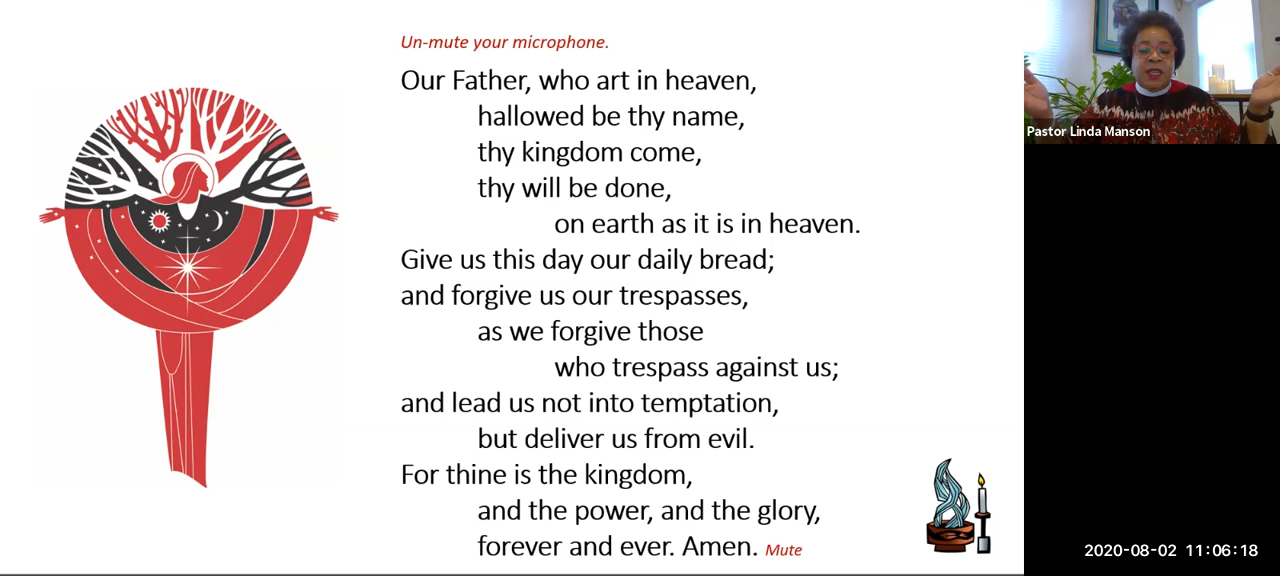 Un-mute your microphone.
Our Father, who art in heaven,
hallowed be thy name,
thy kingdom come,
thy will be done,
on earth as it is in heaven.
Give us this day our daily bread;
and forgive us our trespasses,
as we forgive those
who trespass against us;
and lead us not into temptation,
but deliver us from evil.
For thine is the kingdom,
and the power, and the glory,
forever and ever. Amen. Mute
Pastor Linda Manson
2020-08-02 11:06:18